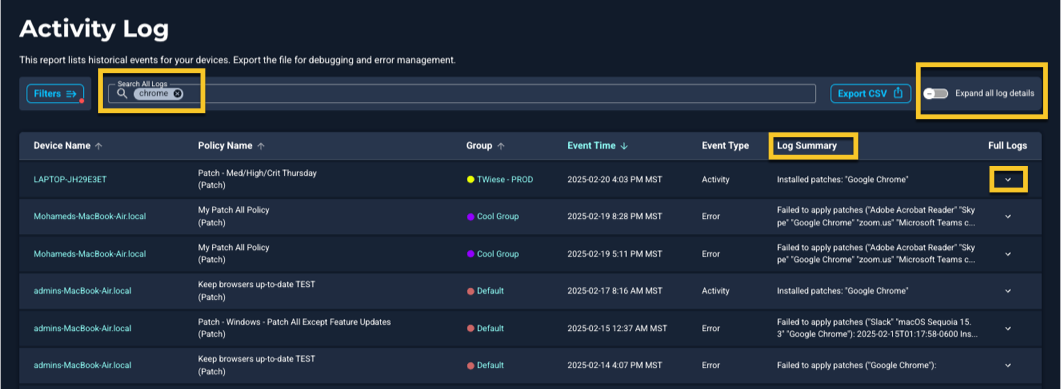 Activity Log
This report lists historical events for your devices. Export the file for debugging and error management.
Filters
Search All Logs
chrome
Export CSV
Expand all log details
Device Name Policy Name Group Event Time Event Type Log Summary Full Logs
LAPTOP-JH29E3ET Patch - Med/High/Crit Thursday (Patch) TWiese - PROD 2025-02-20 4:03 PM MST Activity Installed patches: "Google Chrome"
Mohameds-MacBook-Air.local My Patch All Policy (Patch) Cool Group 2025-02-19 8:28 PM MST Error Failed to apply patches ("Adobe Acrobat Reader" "Sky pe" "Google Chrome" "zoom.us" "Microsoft Teams c...
Mohameds-MacBook-Air.local My Patch All Policy (Patch) Cool Group 2025-02-19 5:11 PM MST Error Failed to apply patches ("Adobe Acrobat Reader" "Sky pe" "Google Chrome" "zoom.us" "Microsoft Teams c...
admins-MacBook-Air.local Keep browsers up-to-date TEST (Patch) Default 2025-02-17 8:16 AM MST Activity Installed patches: "Google Chrome"
admins-MacBook-Air.local Patch - Windows - Patch All Except Feature Updates (Patch) Default 2025-02-15 12:37 AM MST Error Failed to apply patches ("Slack" "macOS Sequoia 15. 3" "Google Chrome"): 2025-02-15T01:17:58-0600 Ins...
admins-MacBook-Air.local Keep browsers up-to-date TEST (Patch) Default 2025-02-14 4:07 PM MST Error Failed to apply patches ("Google Chrome"):